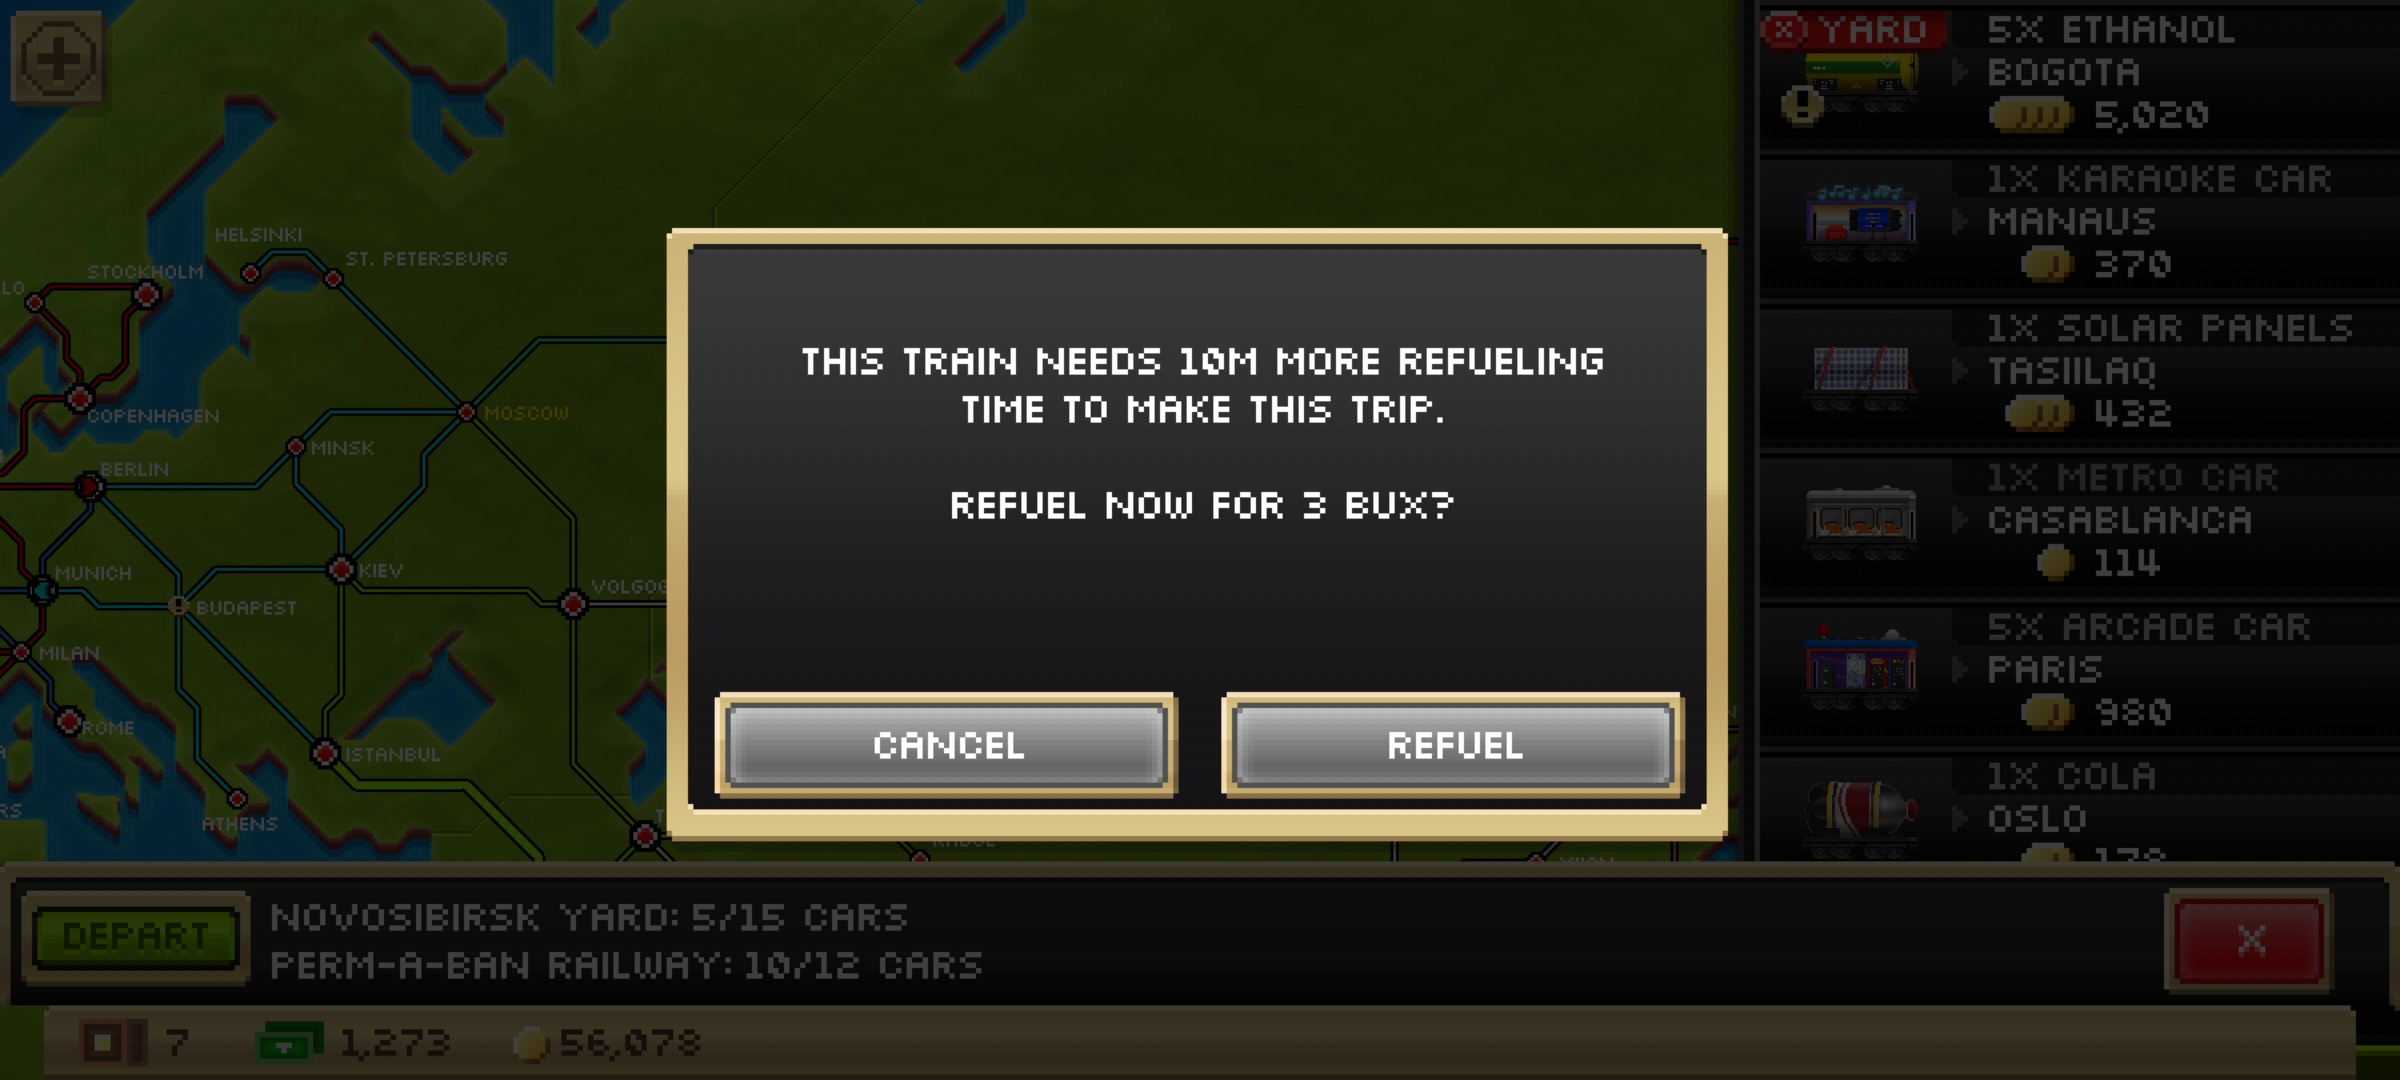 YARD
5X ETHANOL
BOGOTA
5,020
1X KARAOKE CAR
MANAUS
370
1X SOLAR PANELS
TASIILAQ
432
1X METRO CAR
CASABLANCA
114
5X ARCADE CAR
PARIS
980
1X COLA
OSLO
HELSINKI
ST. PETERSBURG
STOCKHOLM
LO
COPENHAGEN
MOSCOW
MINSK
BERLIN
MUNICH
KIEV
BUDAPEST
VOLGOG
MILAN
ROME
ISTANBUL
ATHENS
RS
THIS TRAIN NEEDS 10M MORE REFUELING
TIME TO MAKE THIS TRIP.
REFUEL NOW FOR 3 BUX?
CANCEL
REFUEL
DEPART
NOVOSIBIRSK YARD: 5/15 CARS
PERM-A-BAN RAILWAY: 10/12 CARS
X
7
1,273
56,078